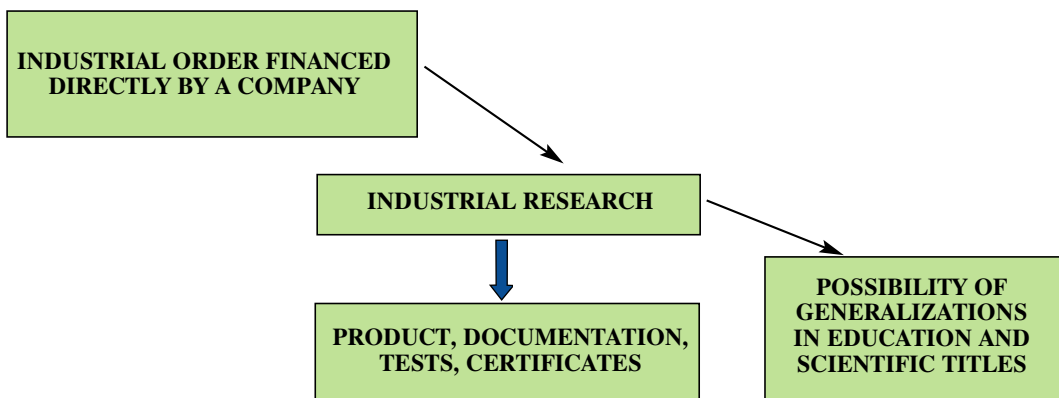 INDUSTRIAL ORDER FINANCED
DIRECTLY BY A COMPANY
INDUSTRIAL RESEARCH
PRODUCT, DOCUMENTATION,
TESTS, CERTIFICATES
POSSIBILITY OF
GENERALIZATIONS
IN EDUCATION AND
SCIENTIFIC TITLES